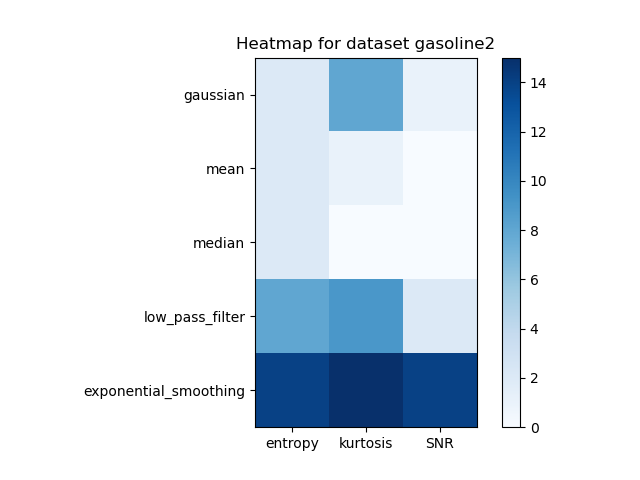 Heatmap for dataset gasoline2
gaussian
mean
median
low_pass_filter
exponential_smoothing
entropy
kurtosis
SNR
14
12
10
8
6
4
2
0